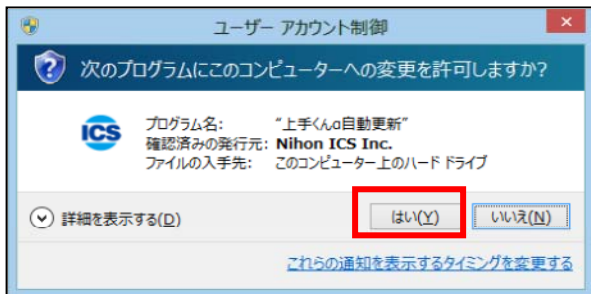 ユーザー アカウント制御
次のプログラムにこのコンピューターへの変更を許可しますか?
ICS
プログラム名: “上手くんα自動更新”
確認済みの発行元: Nihon ICS Inc.
ファイルの入手先: このコンピューター上のハード ドライブ
詳細を表示する(D) はい(Y) いいえ(N)
これらの通知を表示するタイミングを変更する